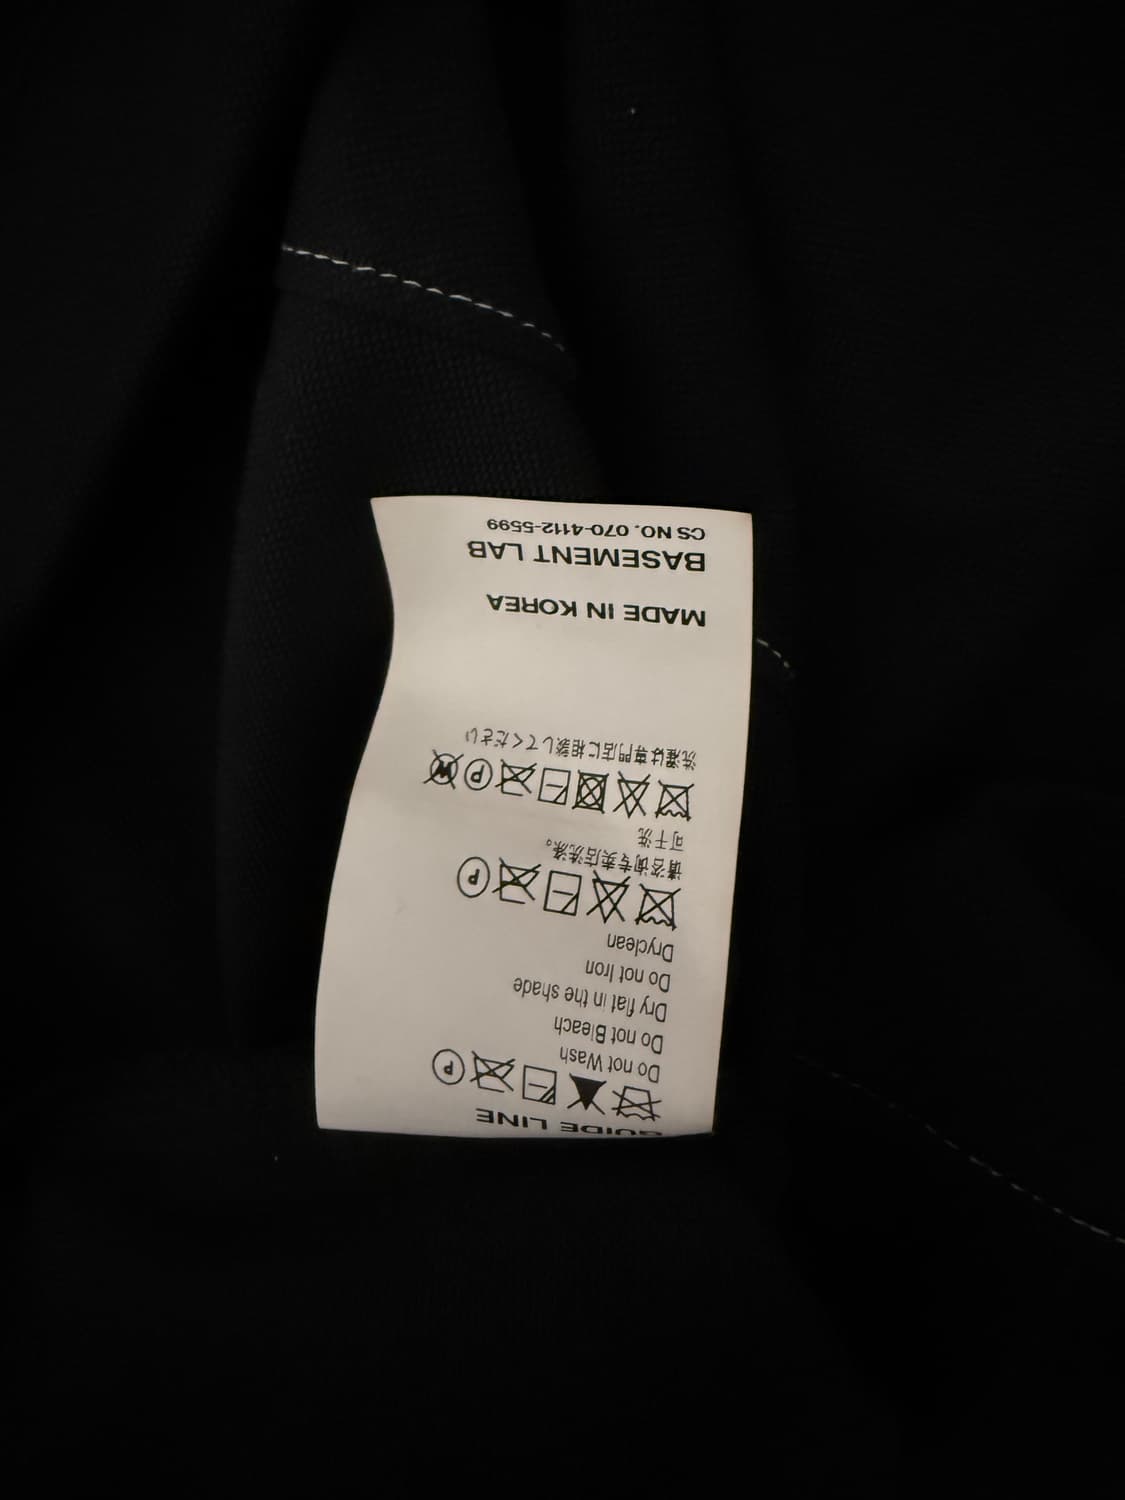 GUIDE LINE
P
Do not Wash
Do not Bleach
Dry flat in the shade
Do not Iron
Dryclean
P
请咨询专卖店洗涤。
可干洗
P W
洗濯は専門店に相談してください
MADE IN KOREA
BASEMENT LAB
CS NO. 070-4112-5599